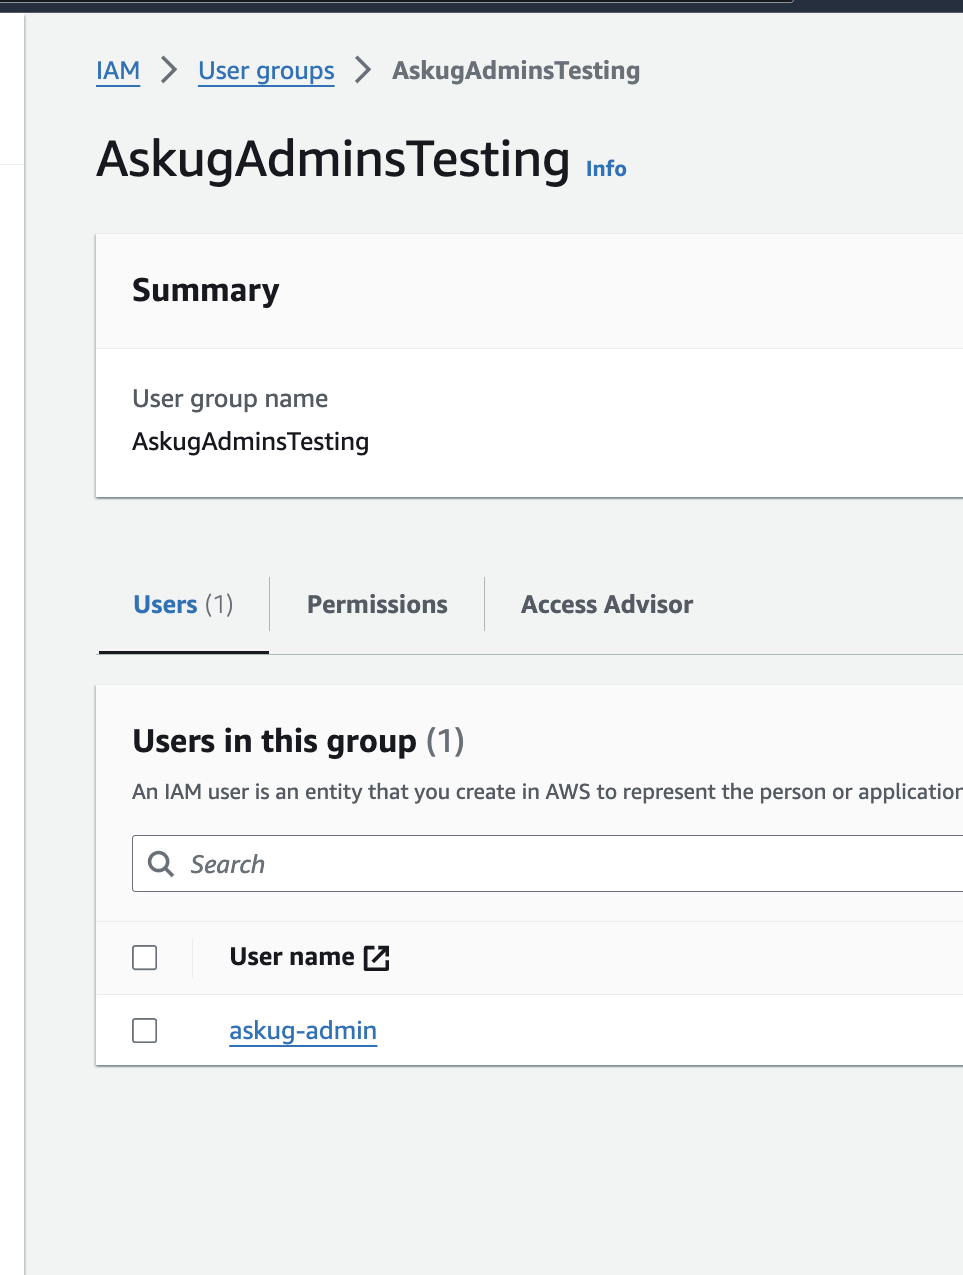 IAM > User groups > AskugAdminsTesting
AskugAdminsTesting Info
Summary
User group name
AskugAdminsTesting
Users (1) Permissions Access Advisor
Users in this group (1)
An IAM user is an entity that you create in AWS to represent the person or application
Search
User name
askug-admin